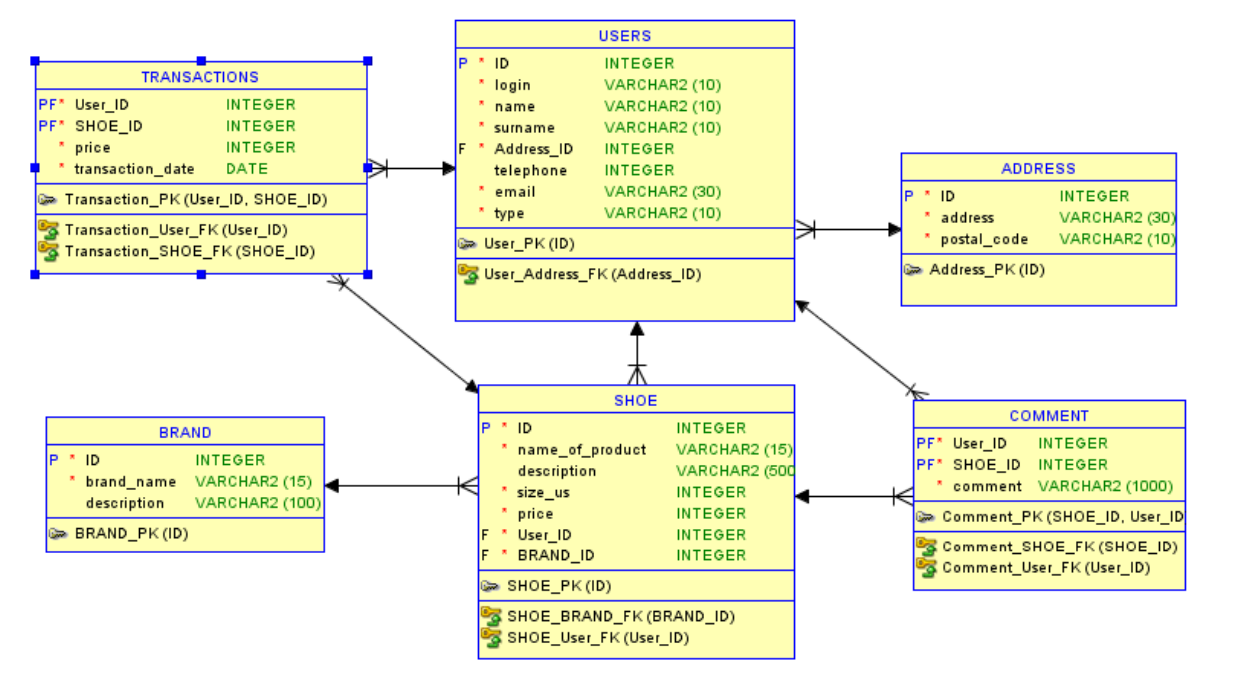 TRANSACTIONS
PF* User_ID INTEGER
PF* SHOE_ID INTEGER
* price INTEGER
* transaction_date DATE
Transaction_PK (User_ID, SHOE_ID)
Transaction_User_FK (User_ID)
Transaction_SHOE_FK (SHOE_ID)
USERS
P * ID INTEGER
* login VARCHAR2 (10)
* name VARCHAR2 (10)
* surname VARCHAR2 (10)
F * Address_ID INTEGER
telephone INTEGER
* email VARCHAR2 (30)
* type VARCHAR2 (10)
User_PK (ID)
User_Address_FK (Address_ID)
ADDRESS
P * ID INTEGER
* address VARCHAR2 (30)
* postal_code VARCHAR2 (10)
Address_PK (ID)
BRAND
P * ID INTEGER
* brand_name VARCHAR2 (15)
description VARCHAR2 (100)
BRAND_PK (ID)
SHOE
P * ID INTEGER
* name_of_product VARCHAR2 (15)
description VARCHAR2 (500
* size_us INTEGER
* price INTEGER
F * User_ID INTEGER
F * BRAND_ID INTEGER
SHOE_PK (ID)
SHOE_BRAND_FK (BRAND_ID)
SHOE_User_FK (User_ID)
COMMENT
PF* User_ID INTEGER
PF* SHOE_ID INTEGER
* comment VARCHAR2 (1000)
Comment_PK (SHOE_ID, User_ID
Comment_SHOE_FK (SHOE_ID)
Comment_User_FK (User_ID)